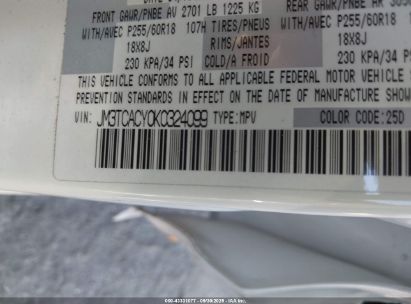 FRONT GAWR/PNBE AV 2701 LB 1225 KG
WITH/AVEC P255/60R18 107H TIRES/PNEUS
18X8J RIMS/JANTES
230 KPA/34 PSI COLD/A FROID
REAR GAWR/PNBE AR
WITH/AVEC P255/60R18
18X8J
230 KPA/34 PSI
THIS VEHICLE CONFORMS TO ALL APPLICABLE FEDERAL
PREVENTION STANDARDS IN EFFECT ON THE DATE OF MANUFACTURE SHOWN
VIN: JM3TCACY0K0324099 TYPE:MPV COLOR CODE:25D